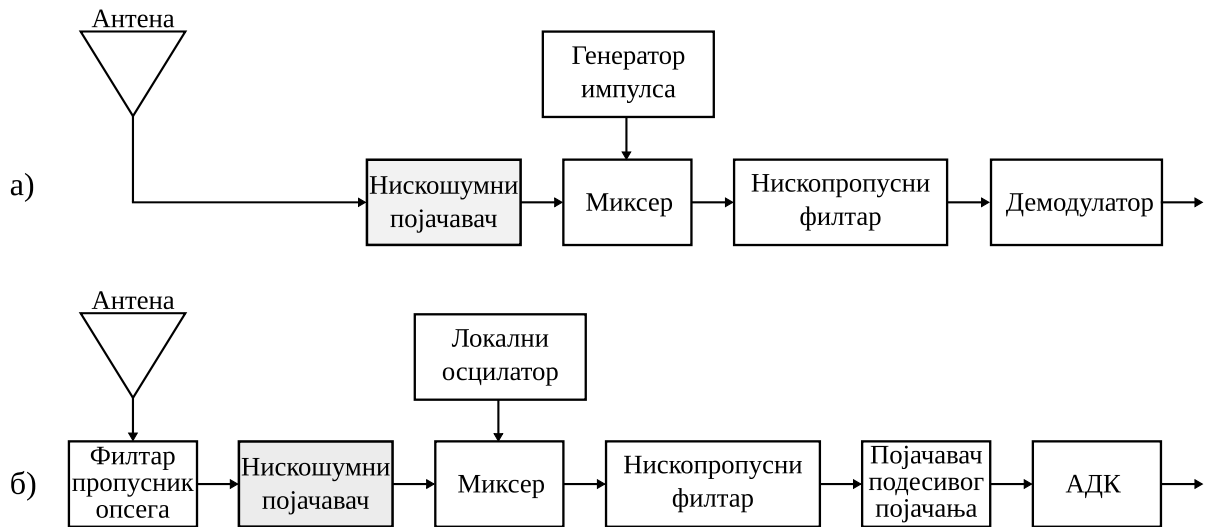 Антена
Генератор
импулса
а)
Нискошумни
појачавач
Миксер
Нископропусни
филтар
Демодулатор
Антена
Локални
осцилатор
б)
Филтар
пропусник
опсега
Нискошумни
појачавач
Миксер
Нископропусни
филтар
Појачавач
подесивог
појачања
АДК